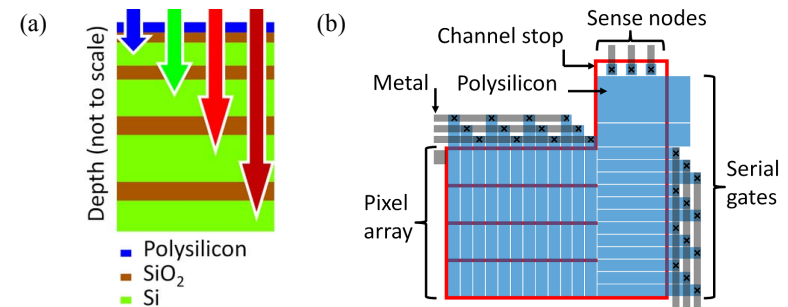 (a)
Depth (not to scale)
Polysilicon
SiO₂
Si
(b)
Sense nodes
Channel stop
Metal
Polysilicon
Pixel
array
Serial
gates